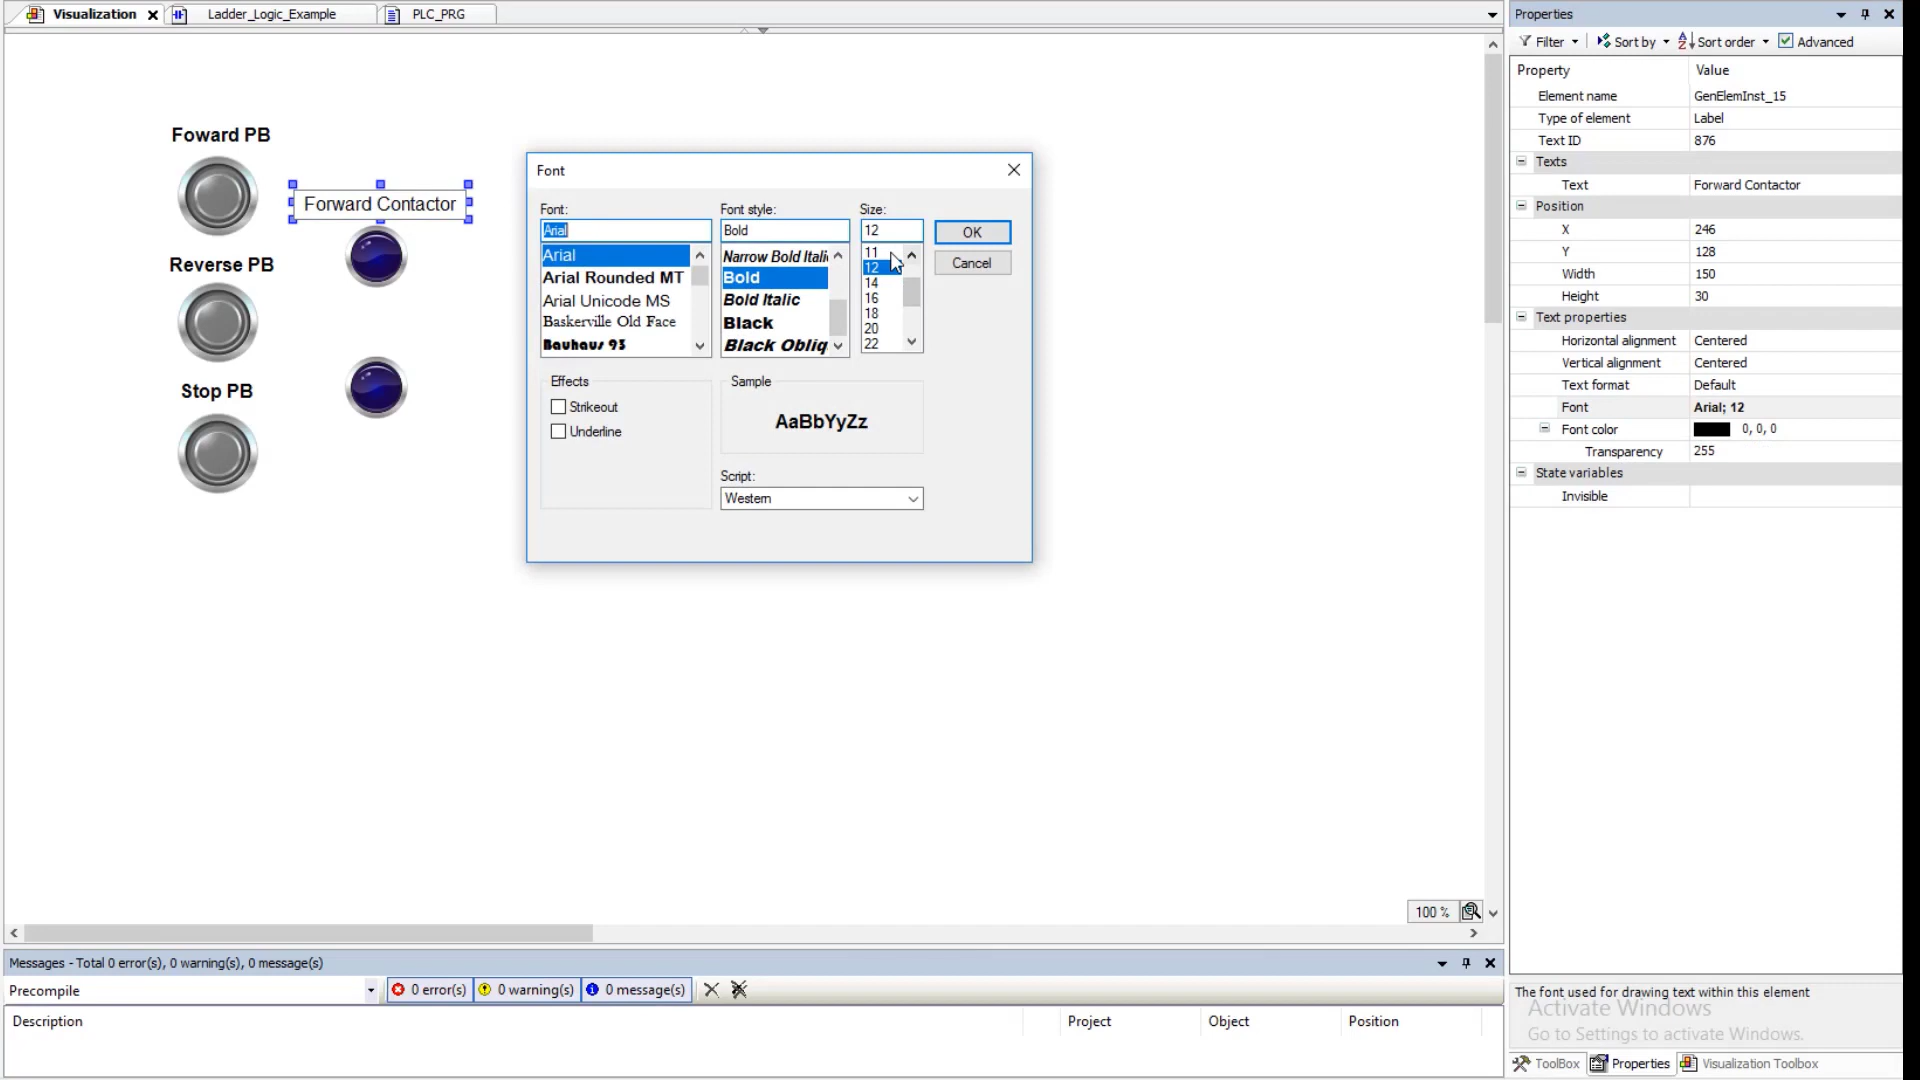 Visualization
Ladder_Logic_Example
PLC_PRG
Foward PB
Forward Contactor
Reverse PB
Stop PB
Font
Font:
Font style:
Size:
Arial
Bold
12
OK
Cancel
Arial
Arial Rounded MT
Arial Unicode MS
Baskerville Old Face
Bauhaus 93
Narrow Bold Itali
Bold
Bold Italic
Black
Black Obliq
11
12
14
16
18
20
22
Effects
Strikeout
Underline
Sample
AaBbYyZz
Script:
Western
100 %
Messages - Total 0 error(s), 0 warning(s), 0 message(s)
Precompile
0 error(s)
0 warning(s)
0 message(s)
Description
Project
Object
Position
Properties
Filter
Sort by
Sort order
Advanced
Property Value
Element name GenElemInst_15
Type of element Label
Text ID 876
Texts
Text Forward Contactor
Position
X 246
Y 128
Width 150
Height 30
Text properties
Horizontal alignment Centered
Vertical alignment Centered
Text format Default
Font Arial; 12
Font color 0, 0, 0
Transparency 255
State variables
Invisible
The font used for drawing text within this element
Activate Windows
Go to Settings to activate Windows.
ToolBox
Properties
Visualization Toolbox